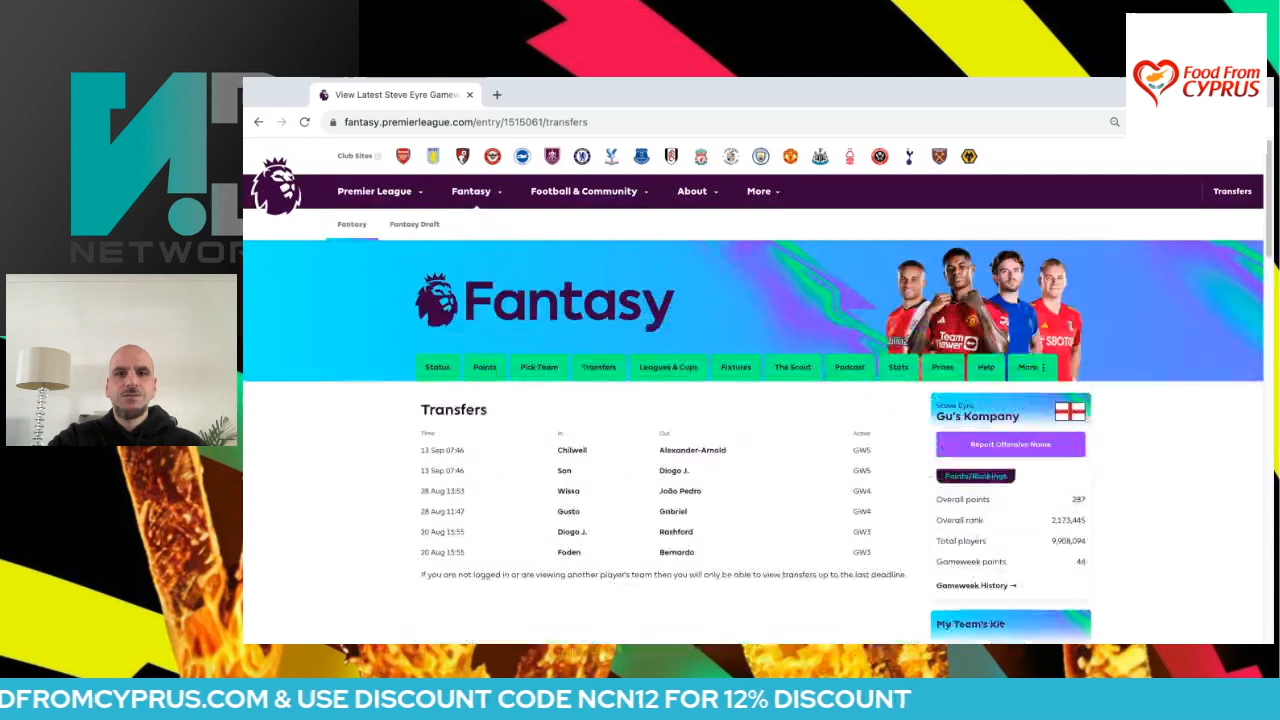 Food From
CYPRUS
View Latest Steve Eyre Gamew
fantasy.premierleague.com/entry/1515061/transfers
Club Sites
Premier League
Fantasy
Football & Community
About
More
Transfers
Fantasy
Fantasy Draft
NETWOR
Fantasy
Team
Viewer
SBOT
Status
Points
Pick Team
Transfers
Leagues & Cups
Fixtures
The Scout
Podcast
Stats
Prizes
Help
More
Transfers
Time In Out Active
13 Sep 07:46 Chilwell Alexander-Arnold GW5
13 Sep 07:46 Son Diogo J. GW5
28 Aug 13:53 Wissa João Pedro GW4
28 Aug 11:47 Gusto Gabriel GW4
20 Aug 15:55 Diogo J. Rashford GW3
20 Aug 15:55 Foden Bernardo GW3
If you are not logged in or are viewing another player's team then you will only be able to view transfers up to the last deadline.
Steve Eyre
Gu's Kompany
Report Offensive Name
Points/Rankings
Overall points 287
Overall rank 2,173,445
Total players 9,908,094
Gameweek points 44
Gameweek History →
My Team's Kit
DFROMCYPRUS.COM & USE DISCOUNT CODE NCN12 FOR 12% DISCOUNT